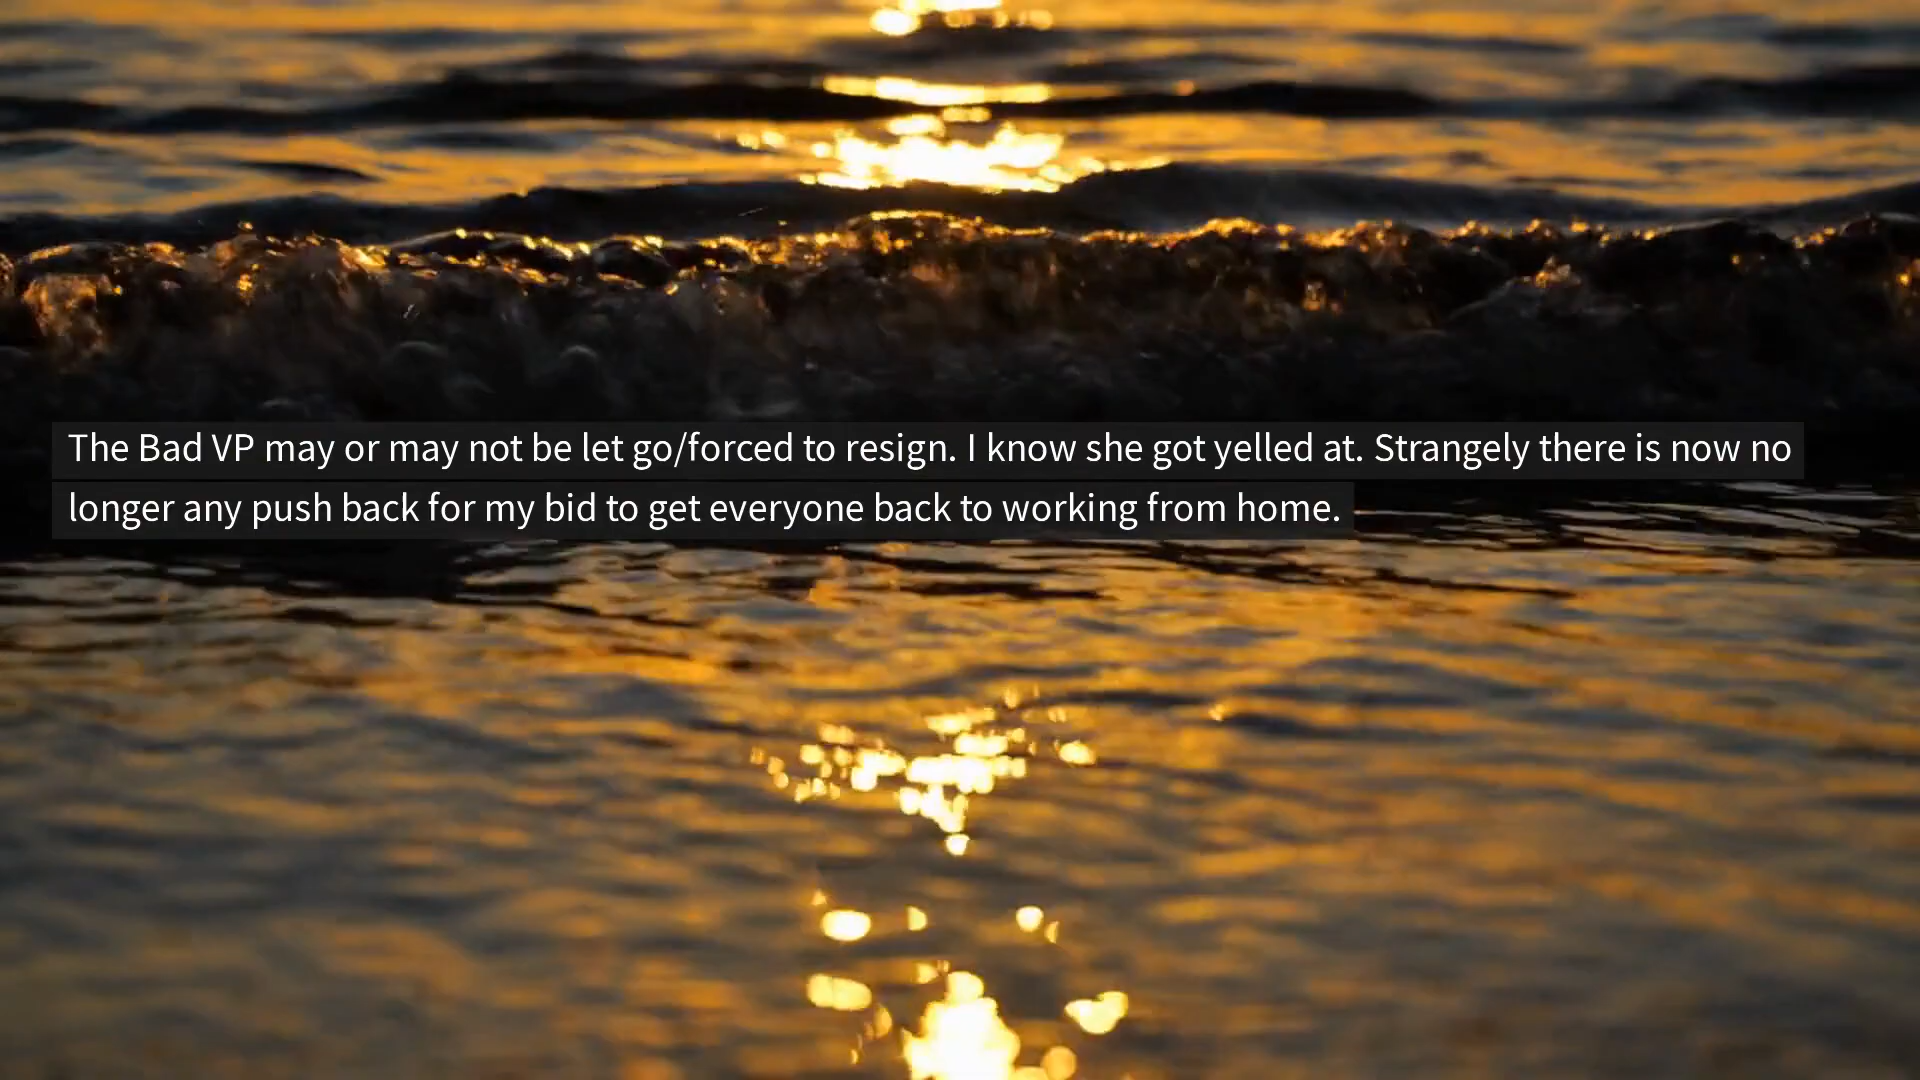 The Bad VP may or may not be let go/forced to resign. I know she got yelled at. Strangely there is now no
longer any push back for my bid to get everyone back to working from home.